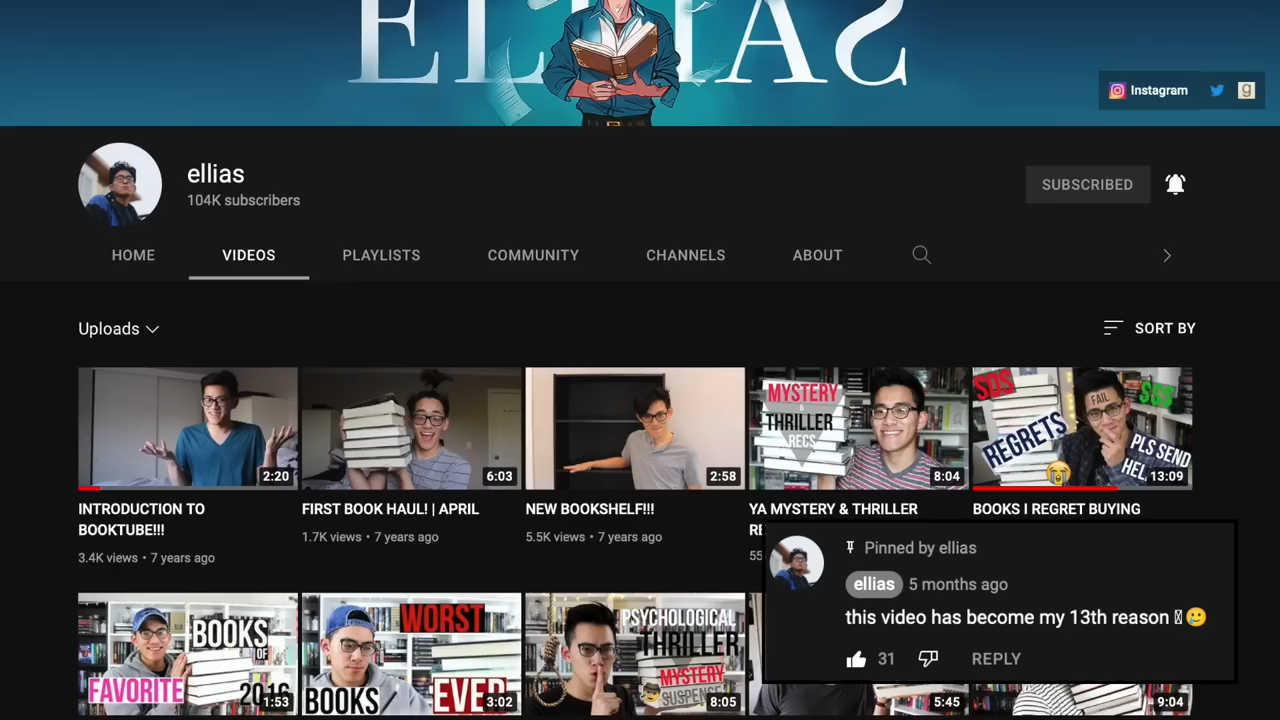 ELLIAS
Instagram
g
ellias
104K subscribers
SUBSCRIBED
HOME
VIDEOS
PLAYLISTS
COMMUNITY
CHANNELS
ABOUT
Uploads
SORT BY
2:20
INTRODUCTION TO
BOOKTUBE!!!
3.4K views • 7 years ago
6:03
FIRST BOOK HAUL! | APRIL
1.7K views • 7 years ago
2:58
NEW BOOKSHELF!!!
5.5K views • 7 years ago
MYSTERY
&
THRILLER
RECS
8:04
YA MYSTERY & THRILLER
55
SOS
FAIL
$$$
REGRETS
PLS SEND
HEL
13:09
BOOKS I REGRET BUYING
Pinned by ellias
ellias 5 months ago
this video has become my 13th reason 🥲
31
REPLY
BOOKS
OF
FAVORITE
2016
1:53
WORST
BOOKS
EVER
3:02
PSYCHOLOGICAL
THRILLER
MYSTERY
SUSPENSE
8:05
5:45
9:04